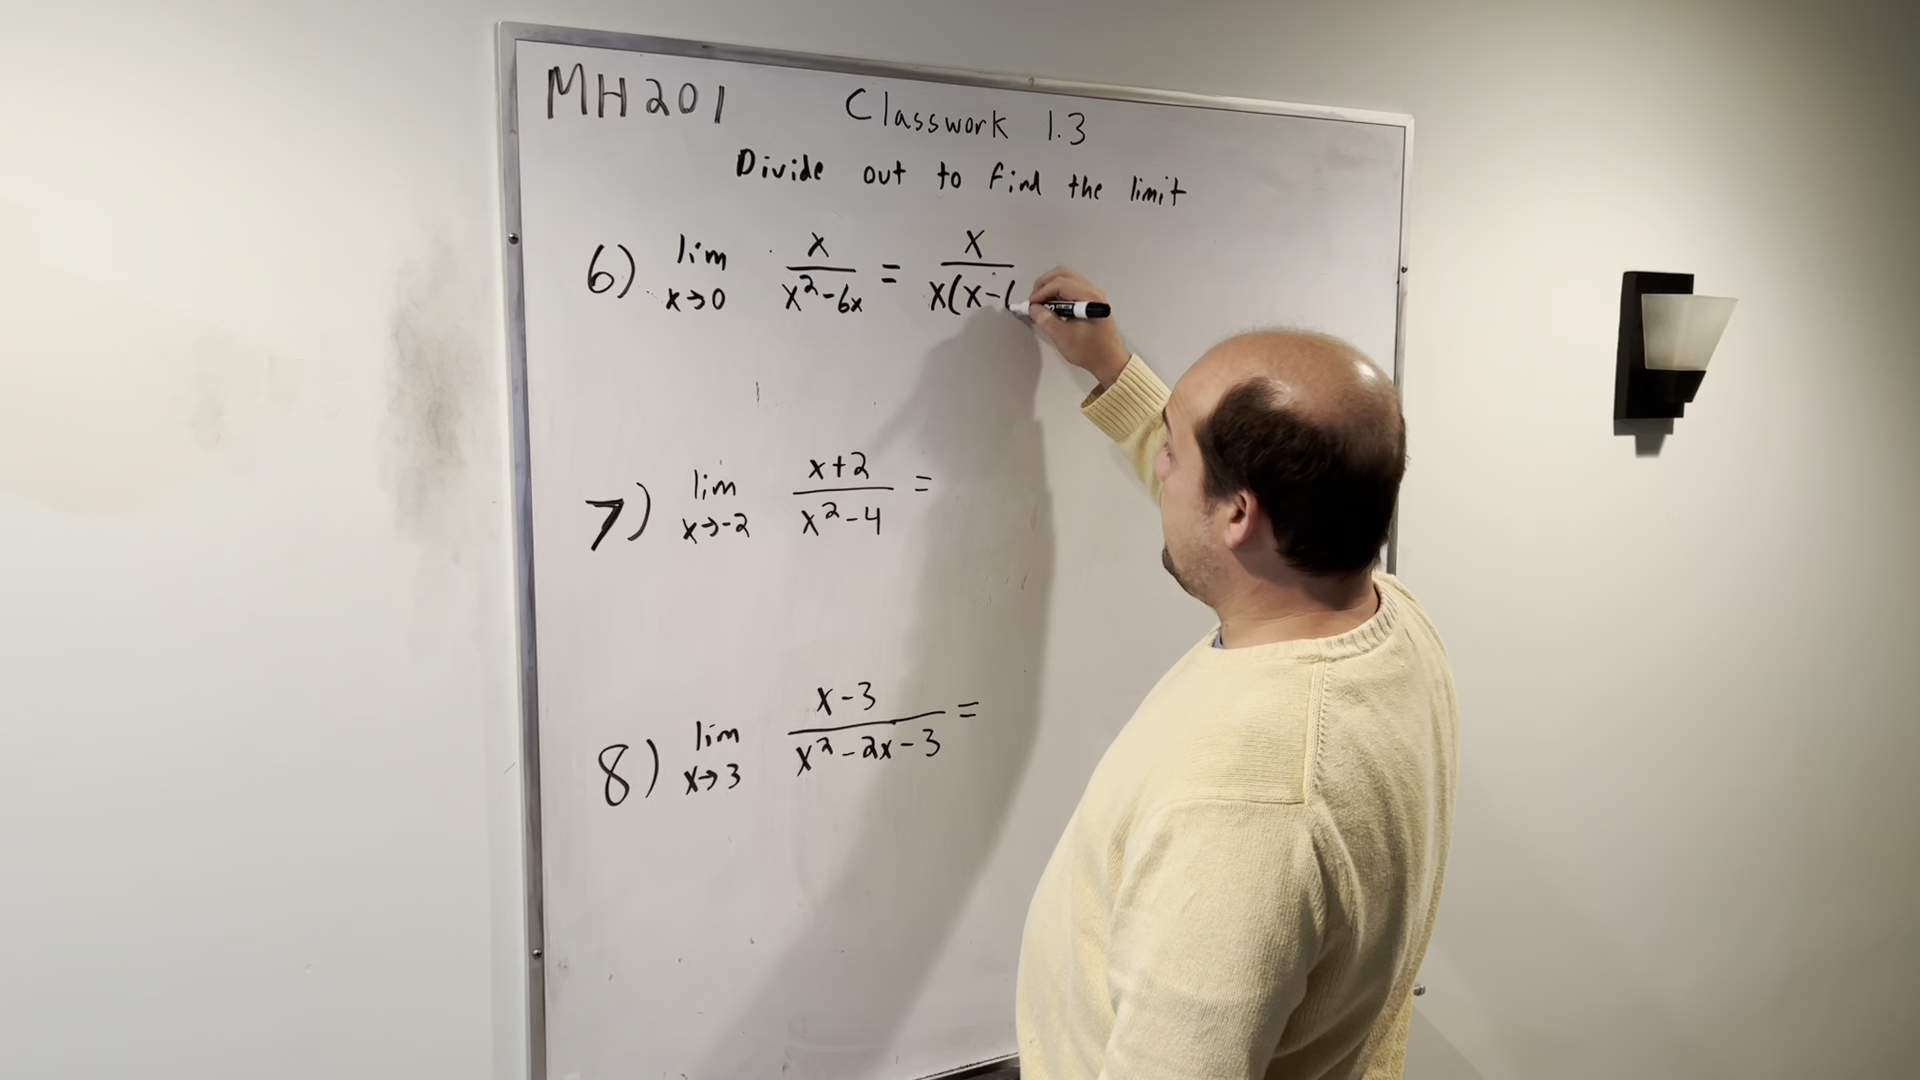 MH201 Classwork 1.3
Divide out to find the limit
6) lim x→0 x/(x²-6x) = x/(x(x-(
7) lim x→-2 (x+2)/(x²-4) =
8) lim x→3 (x-3)/(x²-2x-3) =